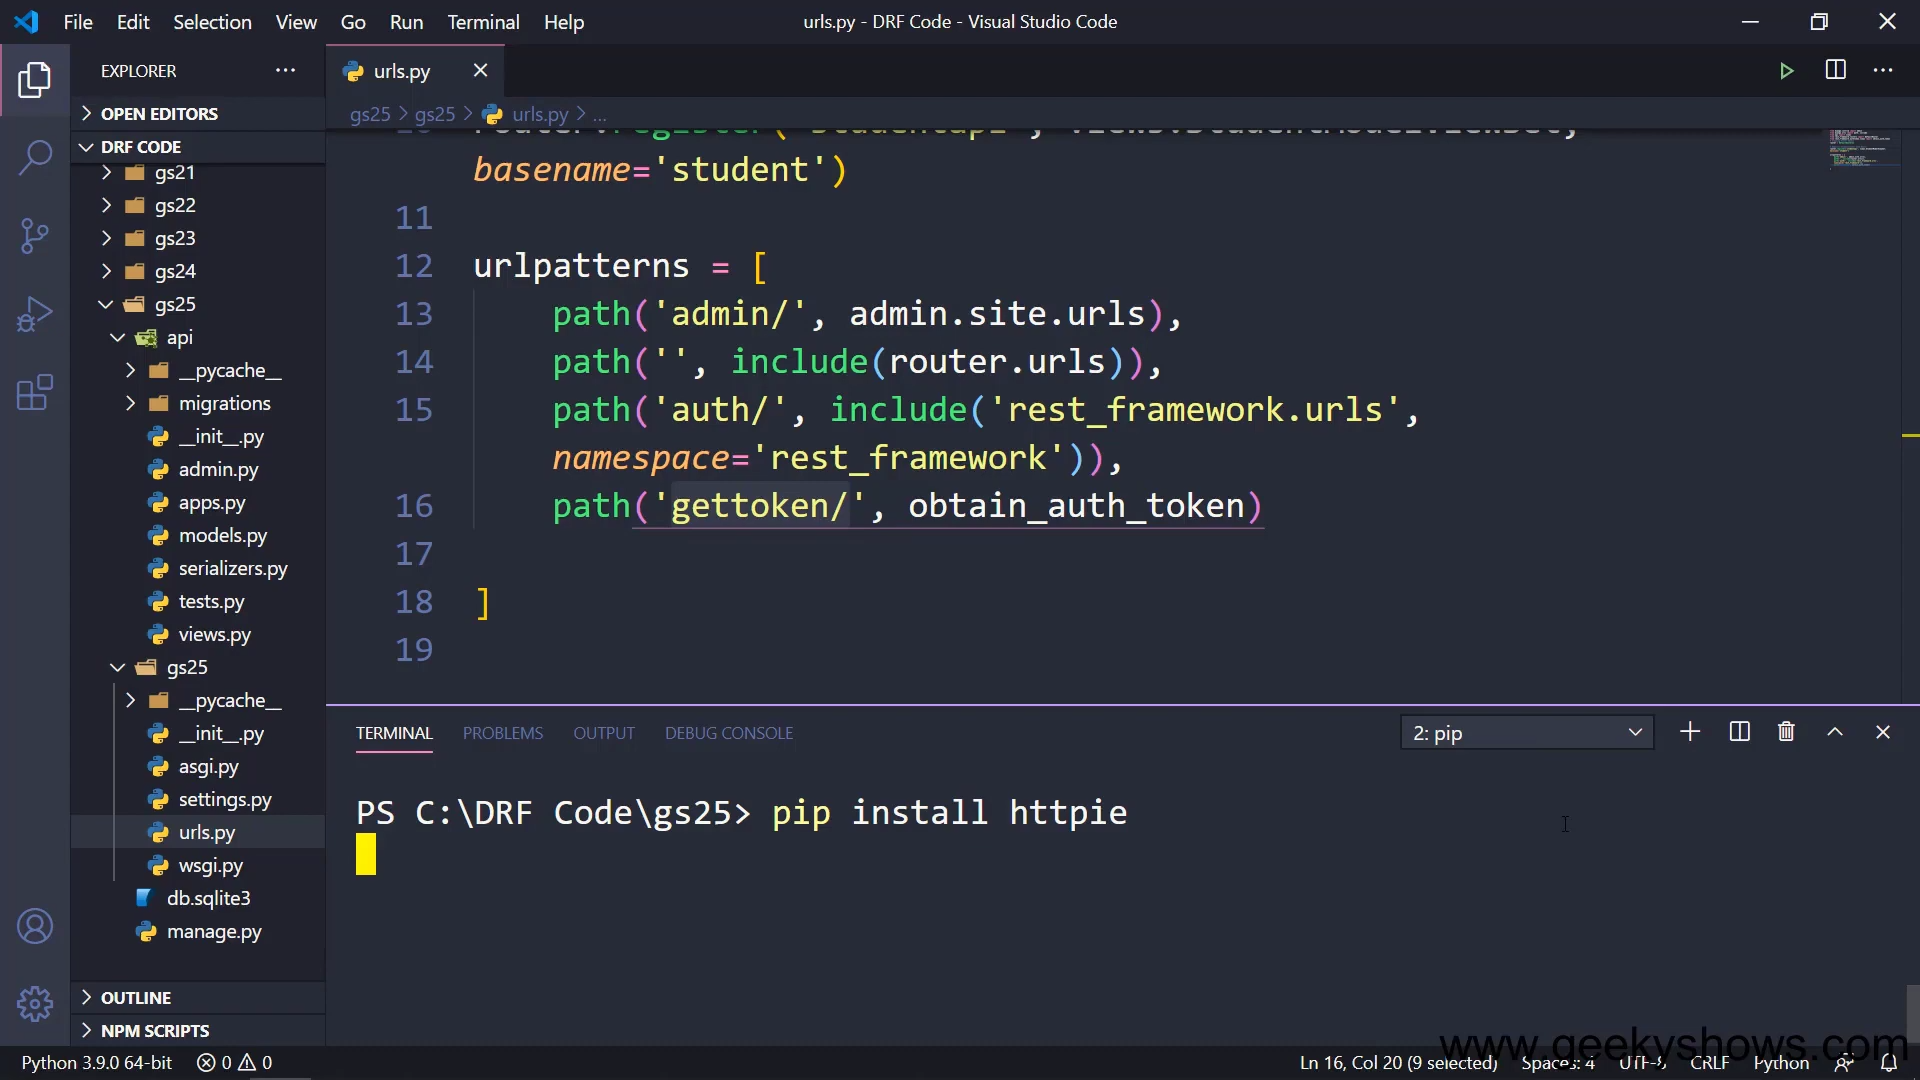 File Edit Selection View Go Run Terminal Help
urls.py - DRF Code - Visual Studio Code
EXPLORER
OPEN EDITORS
DRF CODE
gs21
gs22
gs23
gs24
gs25
api
__pycache__
migrations
__init__.py
admin.py
apps.py
models.py
serializers.py
tests.py
views.py
gs25
__pycache__
__init__.py
asgi.py
settings.py
urls.py
wsgi.py
db.sqlite3
manage.py
OUTLINE
NPM SCRIPTS
urls.py
gs25 > gs25 > urls.py > ...
10 router.register('studentapi', views.StudentModelViewSet,
basename='student')
11
12 urlpatterns = [
13 path('admin/', admin.site.urls),
14 path('', include(router.urls)),
15 path('auth/', include('rest_framework.urls',
namespace='rest_framework')),
16 path('gettoken/', obtain_auth_token)
17
18 ]
19
TERMINAL PROBLEMS OUTPUT DEBUG CONSOLE
2: pip
PS C:\DRF Code\gs25> pip install httpie
www.geekyshows.com
Python 3.9.0 64-bit 0 0
Ln 16, Col 20 (9 selected) Spaces: 4 UTF-8 CRLF Python